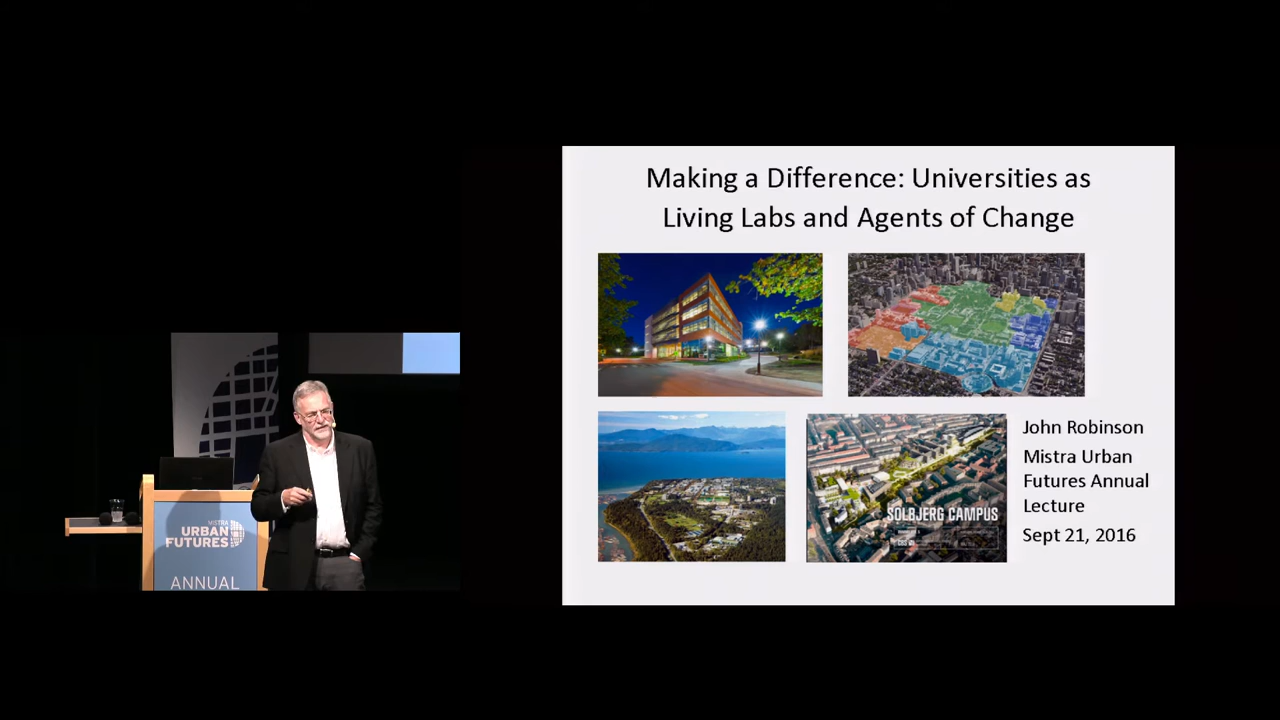 Making a Difference: Universities as
Living Labs and Agents of Change
SOLBJERG CAMPUS
John Robinson
Mistra Urban
Futures Annual
Lecture
Sept 21, 2016
MISTRA
URBAN
FUTURES
ANNUAL